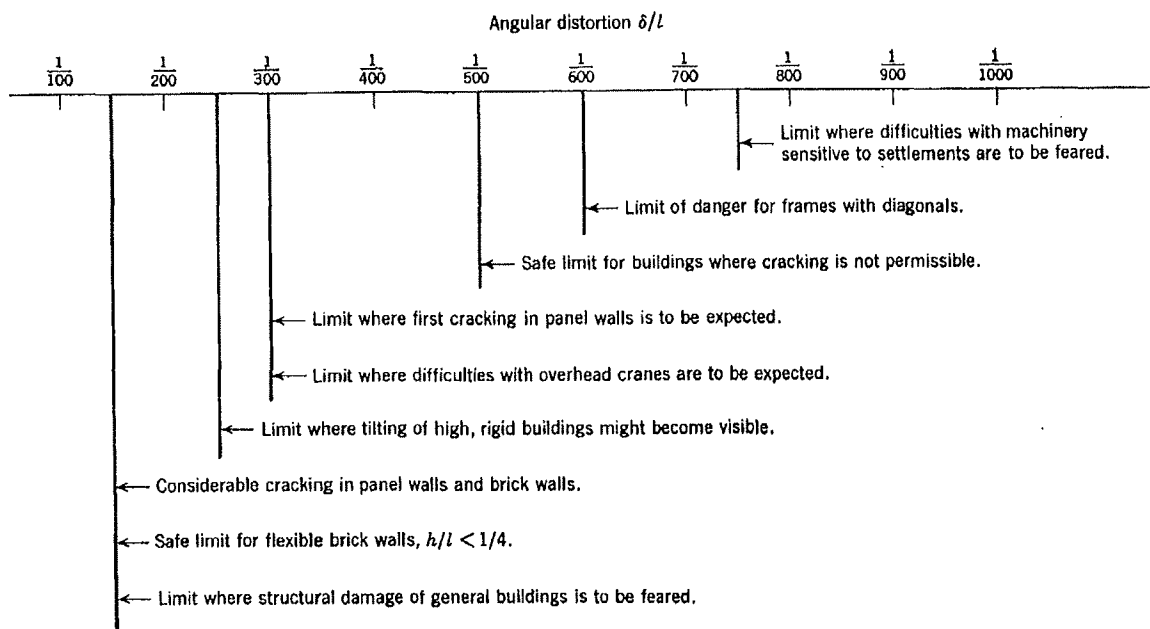 Angular distortion δ/l
1/100 1/200 1/300 1/400 1/500 1/600 1/700 1/800 1/900 1/1000
Limit where difficulties with machinery
sensitive to settlements are to be feared.
Limit of danger for frames with diagonals.
Safe limit for buildings where cracking is not permissible.
Limit where first cracking in panel walls is to be expected.
Limit where difficulties with overhead cranes are to be expected.
Limit where tilting of high, rigid buildings might become visible.
Considerable cracking in panel walls and brick walls.
Safe limit for flexible brick walls, h/l < 1/4.
Limit where structural damage of general buildings is to be feared.